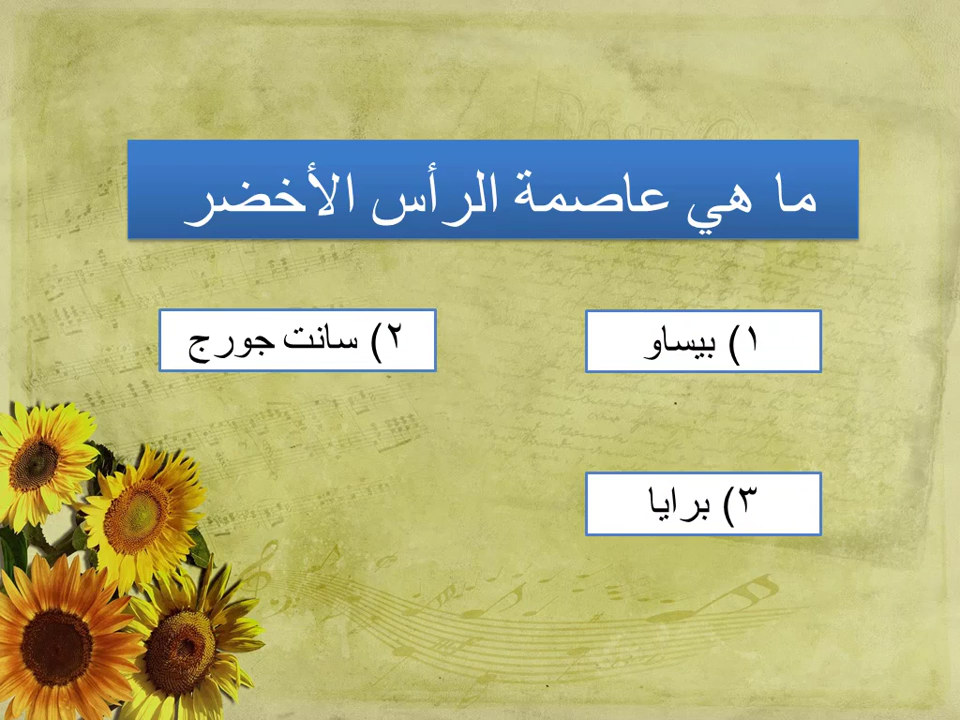 ما هي عاصمة الرأس الأخضر
١) بيساو
٢) سانت جورج
٣) برايا